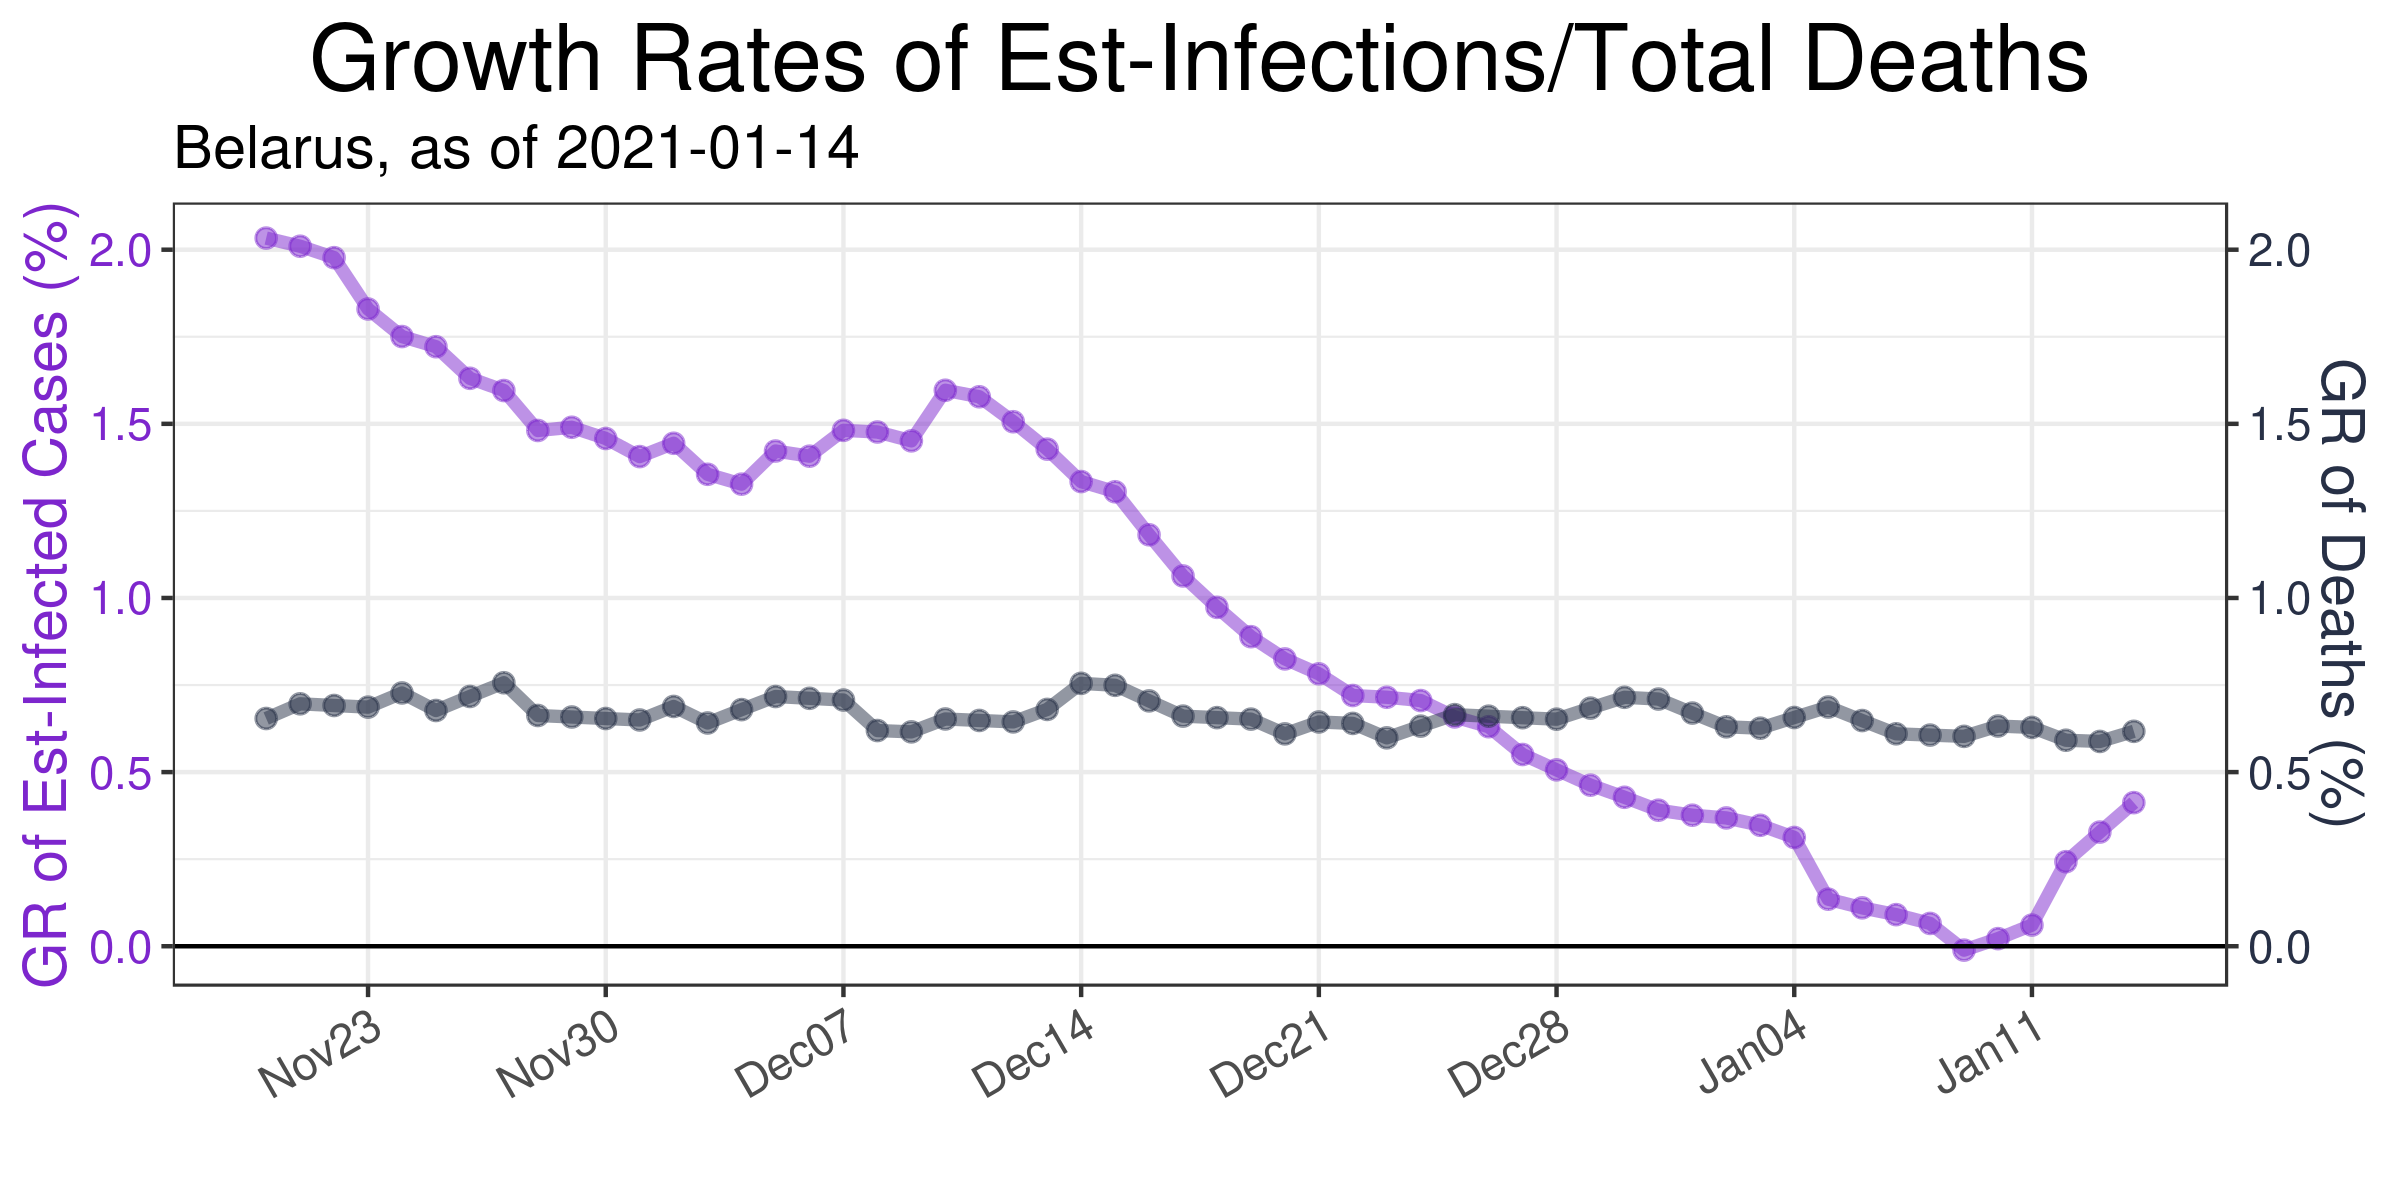 Growth Rates of Est-Infections/Total Deaths
Belarus, as of 2021-01-14
GR of Est-Infected Cases (%)
2.0
1.5
1.0
0.5
0.0
2.0
1.5
1.0
0.5
0.0
GR of Deaths (%)
Nov23
Nov30
Dec07
Dec14
Dec21
Dec28
Jan04
Jan11